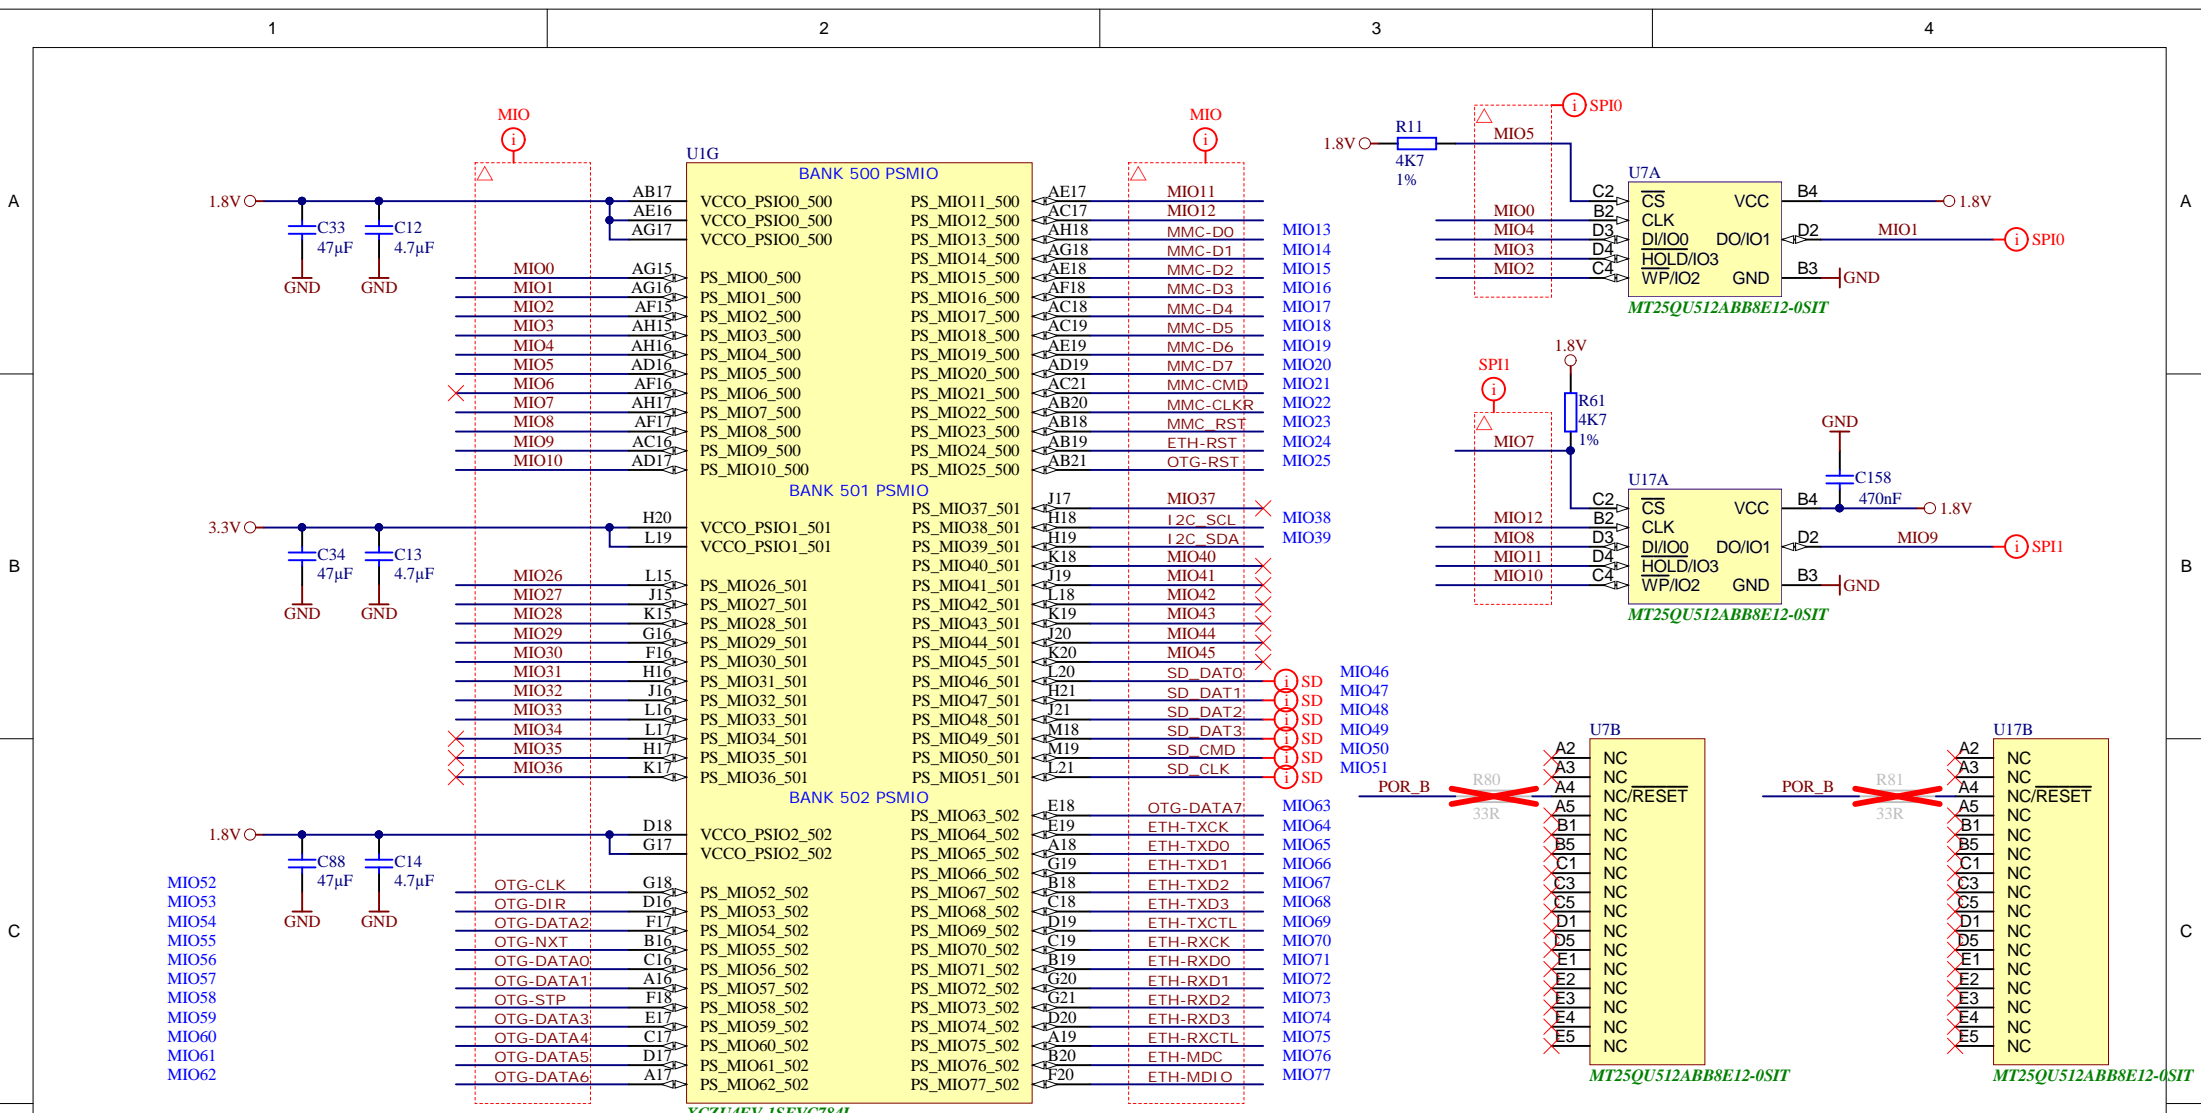 1 2 3 4
A A
B B
C C
MIO
MIO
U1G
BANK 500 PSMIO
1.8V
C33
47µF
GND
C12
4.7µF
GND
AB17 VCCO_PSIO0_500
AE16 VCCO_PSIO0_500
AG17 VCCO_PSIO0_500
MIO0 AG15 PS_MIO0_500
MIO1 AG16 PS_MIO1_500
MIO2 AF15 PS_MIO2_500
MIO3 AH15 PS_MIO3_500
MIO4 AH16 PS_MIO4_500
MIO5 AD16 PS_MIO5_500
MIO6 AF16 PS_MIO6_500
MIO7 AH17 PS_MIO7_500
MIO8 AF17 PS_MIO8_500
MIO9 AC16 PS_MIO9_500
MIO10 AD17 PS_MIO10_500
PS_MIO11_500 AE17 MIO11
PS_MIO12_500 AC17 MIO12
PS_MIO13_500 AH18 MMC-D0 MIO13
PS_MIO14_500 AG18 MMC-D1 MIO14
PS_MIO15_500 AE18 MMC-D2 MIO15
PS_MIO16_500 AF18 MMC-D3 MIO16
PS_MIO17_500 AC18 MMC-D4 MIO17
PS_MIO18_500 AC19 MMC-D5 MIO18
PS_MIO19_500 AE19 MMC-D6 MIO19
PS_MIO20_500 AD19 MMC-D7 MIO20
PS_MIO21_500 AC21 MMC-CMD MIO21
PS_MIO22_500 AB20 MMC-CLKR MIO22
PS_MIO23_500 AB18 MMC_RST MIO23
PS_MIO24_500 AB19 ETH-RST MIO24
PS_MIO25_500 AB21 OTG-RST MIO25
BANK 501 PSMIO
3.3V
C34
47µF
GND
C13
4.7µF
GND
H20 VCCO_PSIO1_501
L19 VCCO_PSIO1_501
MIO26 L15 PS_MIO26_501
MIO27 J15 PS_MIO27_501
MIO28 K15 PS_MIO28_501
MIO29 G16 PS_MIO29_501
MIO30 F16 PS_MIO30_501
MIO31 H16 PS_MIO31_501
MIO32 J16 PS_MIO32_501
MIO33 L16 PS_MIO33_501
MIO34 L17 PS_MIO34_501
MIO35 H17 PS_MIO35_501
MIO36 K17 PS_MIO36_501
PS_MIO37_501 J17 MIO37
PS_MIO38_501 H18 I2C_SCL MIO38
PS_MIO39_501 H19 I2C_SDA MIO39
PS_MIO40_501 K18 MIO40
PS_MIO41_501 J19 MIO41
PS_MIO42_501 L18 MIO42
PS_MIO43_501 K19 MIO43
PS_MIO44_501 J20 MIO44
PS_MIO45_501 K20 MIO45
PS_MIO46_501 L20 SD_DAT0 i SD MIO46
PS_MIO47_501 H21 SD_DAT1 i SD MIO47
PS_MIO48_501 J21 SD_DAT2 i SD MIO48
PS_MIO49_501 M18 SD_DAT3 i SD MIO49
PS_MIO50_501 M19 SD_CMD i SD MIO50
PS_MIO51_501 L21 SD_CLK i SD MIO51
BANK 502 PSMIO
1.8V
C88
47µF
GND
C14
4.7µF
GND
D18 VCCO_PSIO2_502
G17 VCCO_PSIO2_502
MIO52 OTG-CLK G18 PS_MIO52_502
MIO53 OTG-DIR D16 PS_MIO53_502
MIO54 OTG-DATA2 F17 PS_MIO54_502
MIO55 OTG-NXT B16 PS_MIO55_502
MIO56 OTG-DATA0 C16 PS_MIO56_502
MIO57 OTG-DATA1 A16 PS_MIO57_502
MIO58 OTG-STP F18 PS_MIO58_502
MIO59 OTG-DATA3 E17 PS_MIO59_502
MIO60 OTG-DATA4 C17 PS_MIO60_502
MIO61 OTG-DATA5 D17 PS_MIO61_502
MIO62 OTG-DATA6 A17 PS_MIO62_502
PS_MIO63_502 E18 OTG-DATA7 MIO63
PS_MIO64_502 E19 ETH-TXCK MIO64
PS_MIO65_502 A18 ETH-TXD0 MIO65
PS_MIO66_502 G19 ETH-TXD1 MIO66
PS_MIO67_502 B18 ETH-TXD2 MIO67
PS_MIO68_502 C18 ETH-TXD3 MIO68
PS_MIO69_502 D19 ETH-TXCTL MIO69
PS_MIO70_502 C19 ETH-RXCK MIO70
PS_MIO71_502 B19 ETH-RXD0 MIO71
PS_MIO72_502 G20 ETH-RXD1 MIO72
PS_MIO73_502 G21 ETH-RXD2 MIO73
PS_MIO74_502 D20 ETH-RXD3 MIO74
PS_MIO75_502 A19 ETH-RXCTL MIO75
PS_MIO76_502 B20 ETH-MDC MIO76
PS_MIO77_502 F20 ETH-MDIO MIO77
XCZU4EV-1SFVC784I
i SPI0
1.8V R11 MIO5
4K7
1%
U7A
C2 CS VCC B4 1.8V
MIO0 B2 CLK
MIO4 D3 DI/IO0 DO/IO1 D2 MIO1 i SPI0
MIO3 D4 HOLD/IO3
MIO2 C4 WP/IO2 GND B3 GND
MT25QU512ABB8E12-0SIT
1.8V
SPI1
i
R61
4K7
1%
MIO7
GND
C158
470nF
U17A
C2 CS VCC B4 1.8V
MIO12 B2 CLK
MIO8 D3 DI/IO0 DO/IO1 D2 MIO9 i SPI1
MIO11 D4 HOLD/IO3
MIO10 C4 WP/IO2 GND B3 GND
MT25QU512ABB8E12-0SIT
U7B
A2 NC
A3 NC
POR_B R80 33R A4 NC/RESET
A5 NC
B1 NC
B5 NC
C1 NC
C3 NC
C5 NC
D1 NC
D5 NC
E1 NC
E2 NC
E3 NC
E4 NC
E5 NC
MT25QU512ABB8E12-0SIT
U17B
A2 NC
A3 NC
POR_B R81 33R A4 NC/RESET
A5 NC
B1 NC
B5 NC
C1 NC
C3 NC
C5 NC
D1 NC
D5 NC
E1 NC
E2 NC
E3 NC
E4 NC
E5 NC
MT25QU512ABB8E12-0SIT